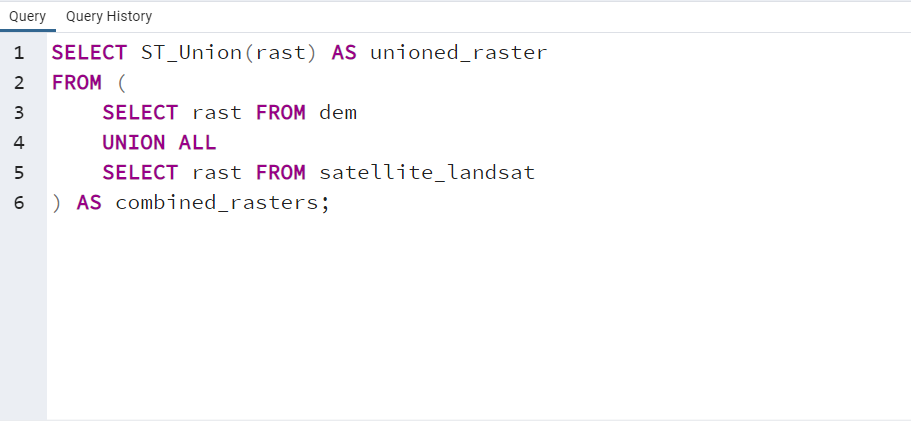 Query Query History
1 SELECT ST_Union(rast) AS unioned_raster
2 FROM (
3 SELECT rast FROM dem
4 UNION ALL
5 SELECT rast FROM satellite_landsat
6 ) AS combined_rasters;